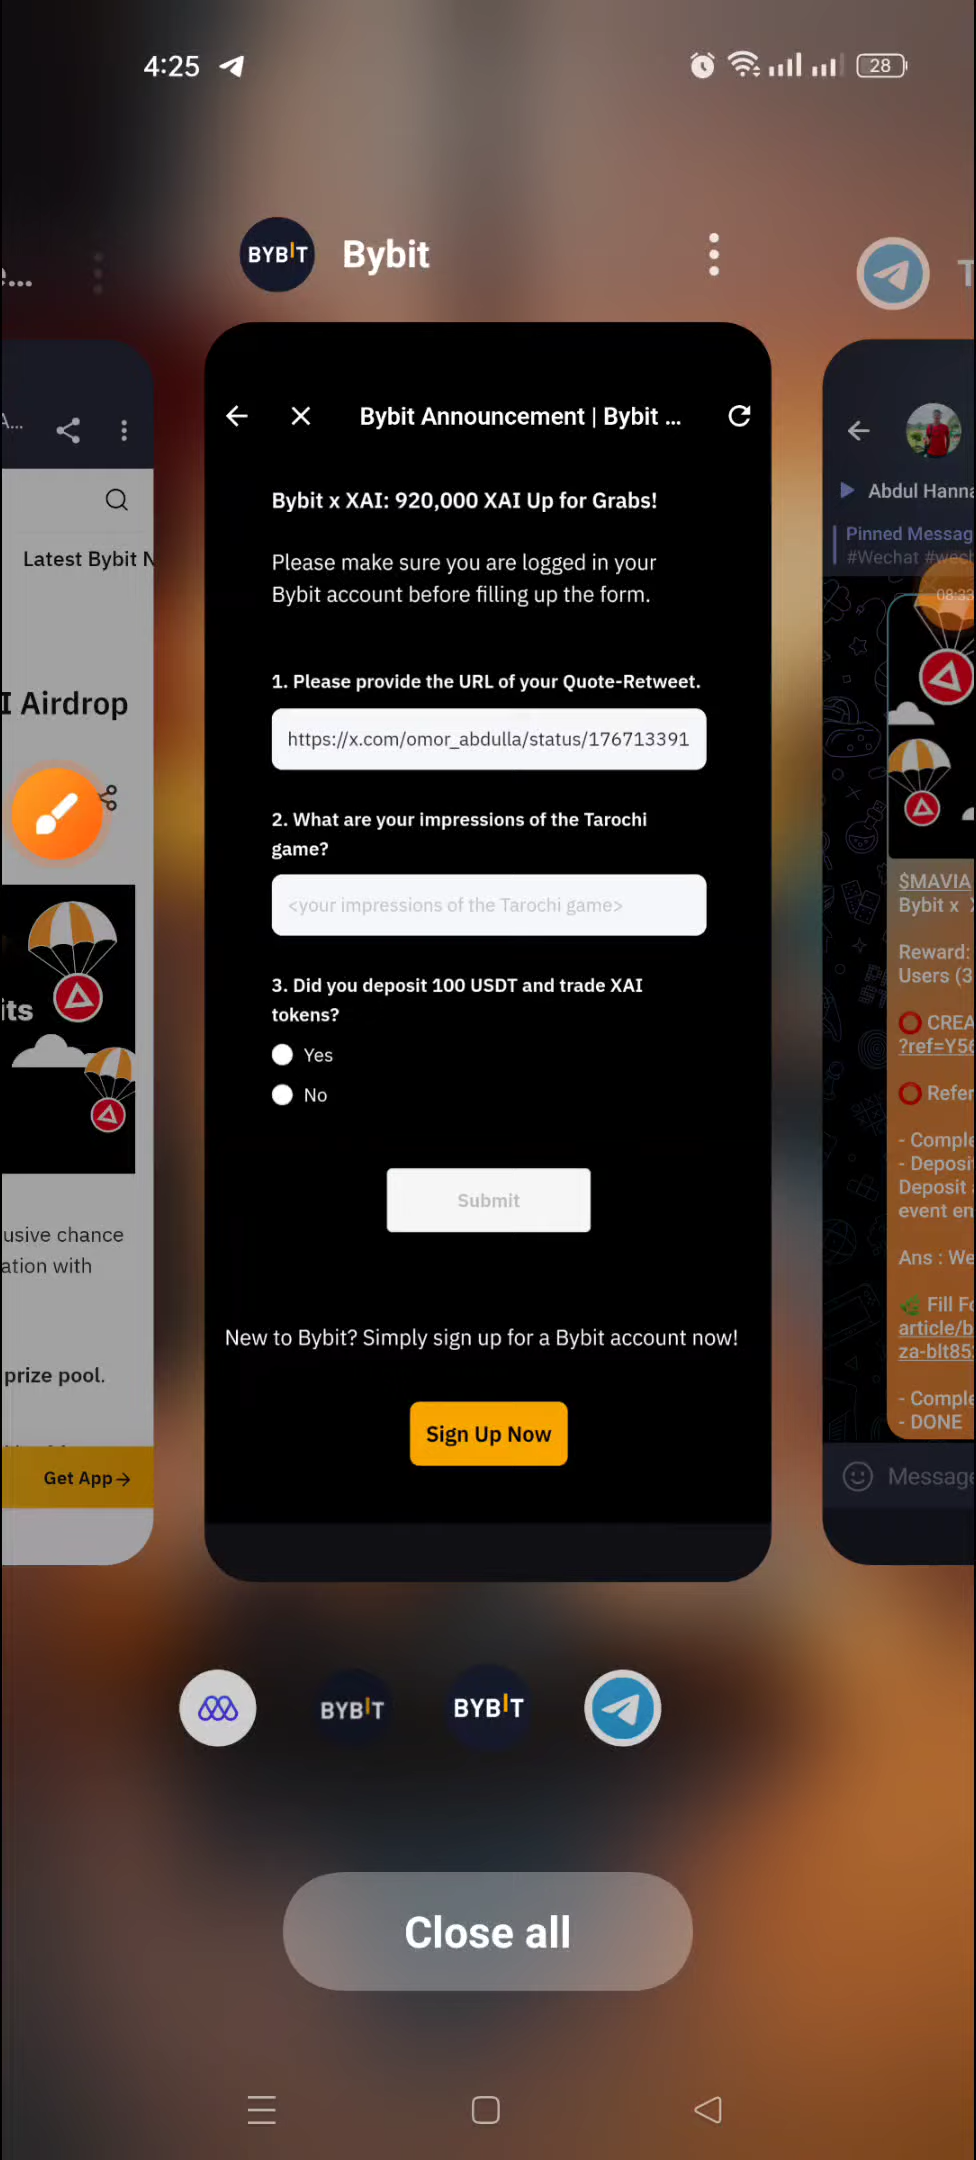 4:25
28
BYBIT
Bybit
e...
T
A...
Latest Bybit N
I Airdrop
its
usive chance
ation with
prize pool.
Get App→
Bybit Announcement | Bybit ...
Bybit x XAI: 920,000 XAI Up for Grabs!
Please make sure you are logged in your
Bybit account before filling up the form.
1. Please provide the URL of your Quote-Retweet.
https://x.com/omor_abdulla/status/176713391
2. What are your impressions of the Tarochi
game?
<your impressions of the Tarochi game>
3. Did you deposit 100 USDT and trade XAI
tokens?
Yes
No
Submit
New to Bybit? Simply sign up for a Bybit account now!
Sign Up Now
Abdul Hanna
Pinned Messag
#Wechat #wech
08:33
$MAVIA
Bybit x X
Reward:
Users (3
CREA
?ref=Y56
Refer
- Comple
- Deposi
Deposit a
event en
Ans : We
Fill Fo
article/b
za-blt85
- Comple
- DONE
Message
BYBIT
BYBIT
Close all